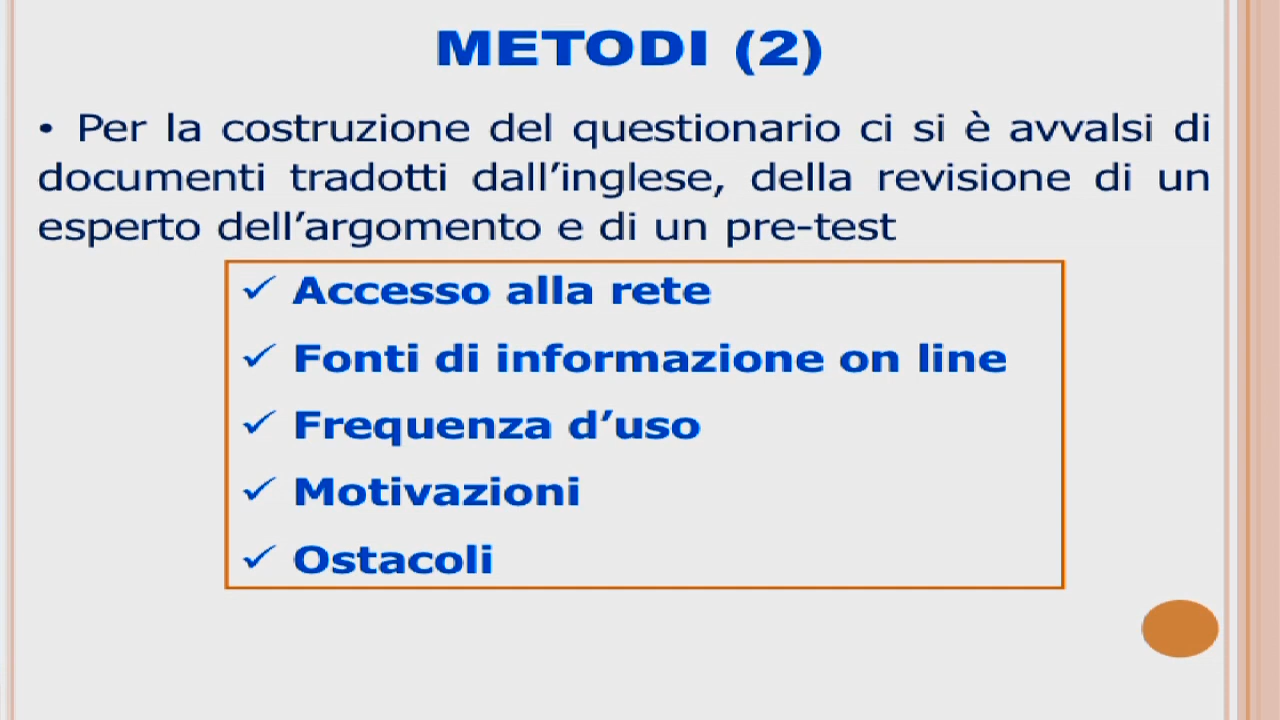 METODI (2)
• Per la costruzione del questionario ci si è avvalsi di
documenti tradotti dall’inglese, della revisione di un
esperto dell’argomento e di un pre-test
✓ Accesso alla rete
✓ Fonti di informazione on line
✓ Frequenza d’uso
✓ Motivazioni
✓ Ostacoli